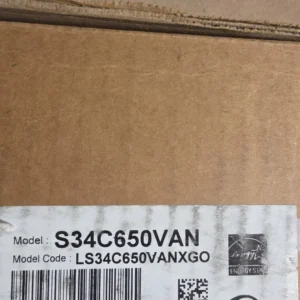 Model : S34C650VAN
Model Code : LS34C650VANXGO